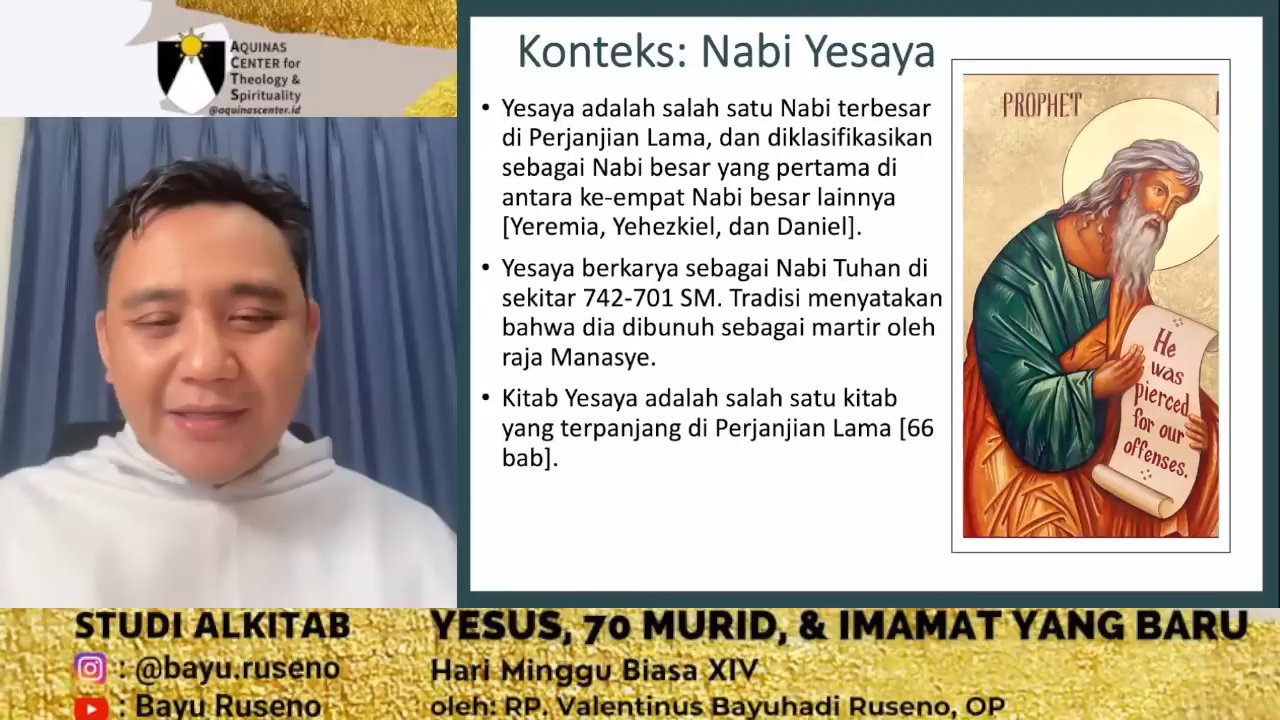 AQUINAS
CENTER for
Theology &
Spirituality
@aquinascenter.id
Konteks: Nabi Yesaya
• Yesaya adalah salah satu Nabi terbesar
di Perjanjian Lama, dan diklasifikasikan
sebagai Nabi besar yang pertama di
antara ke-empat Nabi besar lainnya
[Yeremia, Yehezkiel, dan Daniel].
• Yesaya berkarya sebagai Nabi Tuhan di
sekitar 742-701 SM. Tradisi menyatakan
bahwa dia dibunuh sebagai martir oleh
raja Manasye.
• Kitab Yesaya adalah salah satu kitab
yang terpanjang di Perjanjian Lama [66
bab].
PROPHET
He
was
pierced
for our
offenses.
STUDI ALKITAB
: @bayu.ruseno
: Bayu Ruseno
YESUS, 70 MURID, & IMAMAT YANG BARU
Hari Minggu Biasa XIV
oleh: RP. Valentinus Bayuhadi Ruseno, OP